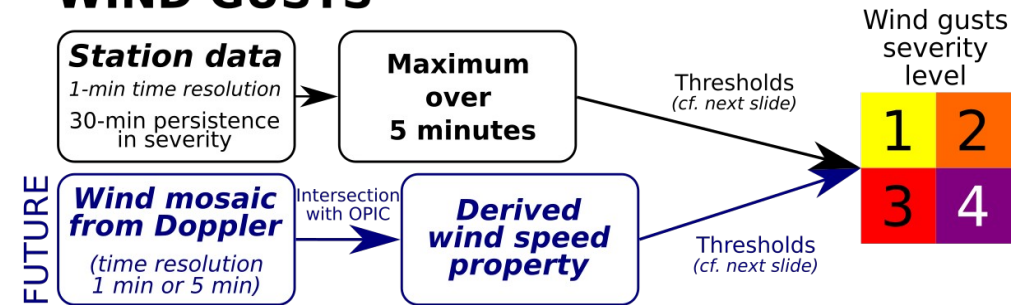 WIND GUSTS
Station data
1-min time resolution
30-min persistence
in severity
Maximum
over
5 minutes
Thresholds
(cf. next slide)
Wind gusts
severity
level
1 2
3 4
FUTURE
Wind mosaic
from Doppler
(time resolution
1 min or 5 min)
Intersection
with OPIC
Derived
wind speed
property
Thresholds
(cf. next slide)